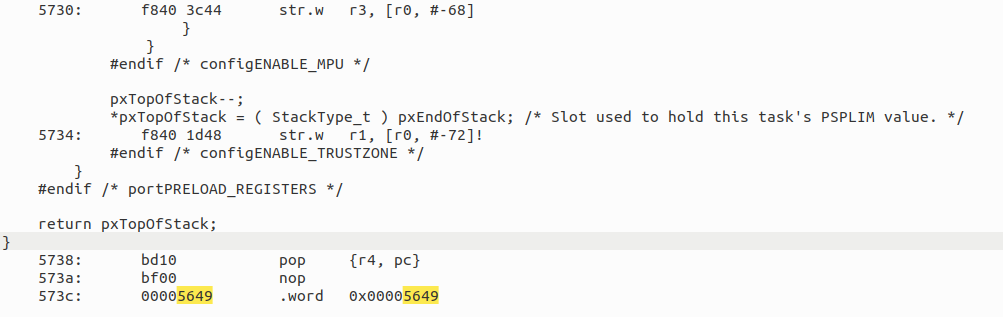 5730:	f840 3c44	str.w	r3, [r0, #-68]
}
}
#endif /* configENABLE_MPU */
pxTopOfStack--;
*pxTopOfStack = ( StackType_t ) pxEndOfStack; /* Slot used to hold this task's PSPLIM value. */
5734:	f840 1d48	str.w	r1, [r0, #-72]!
#endif /* configENABLE_TRUSTZONE */
}
#endif /* portPRELOAD_REGISTERS */
return pxTopOfStack;
}
5738:	bd10	pop	{r4, pc}
573a:	bf00	nop
573c:	00005649	.word	0x00005649